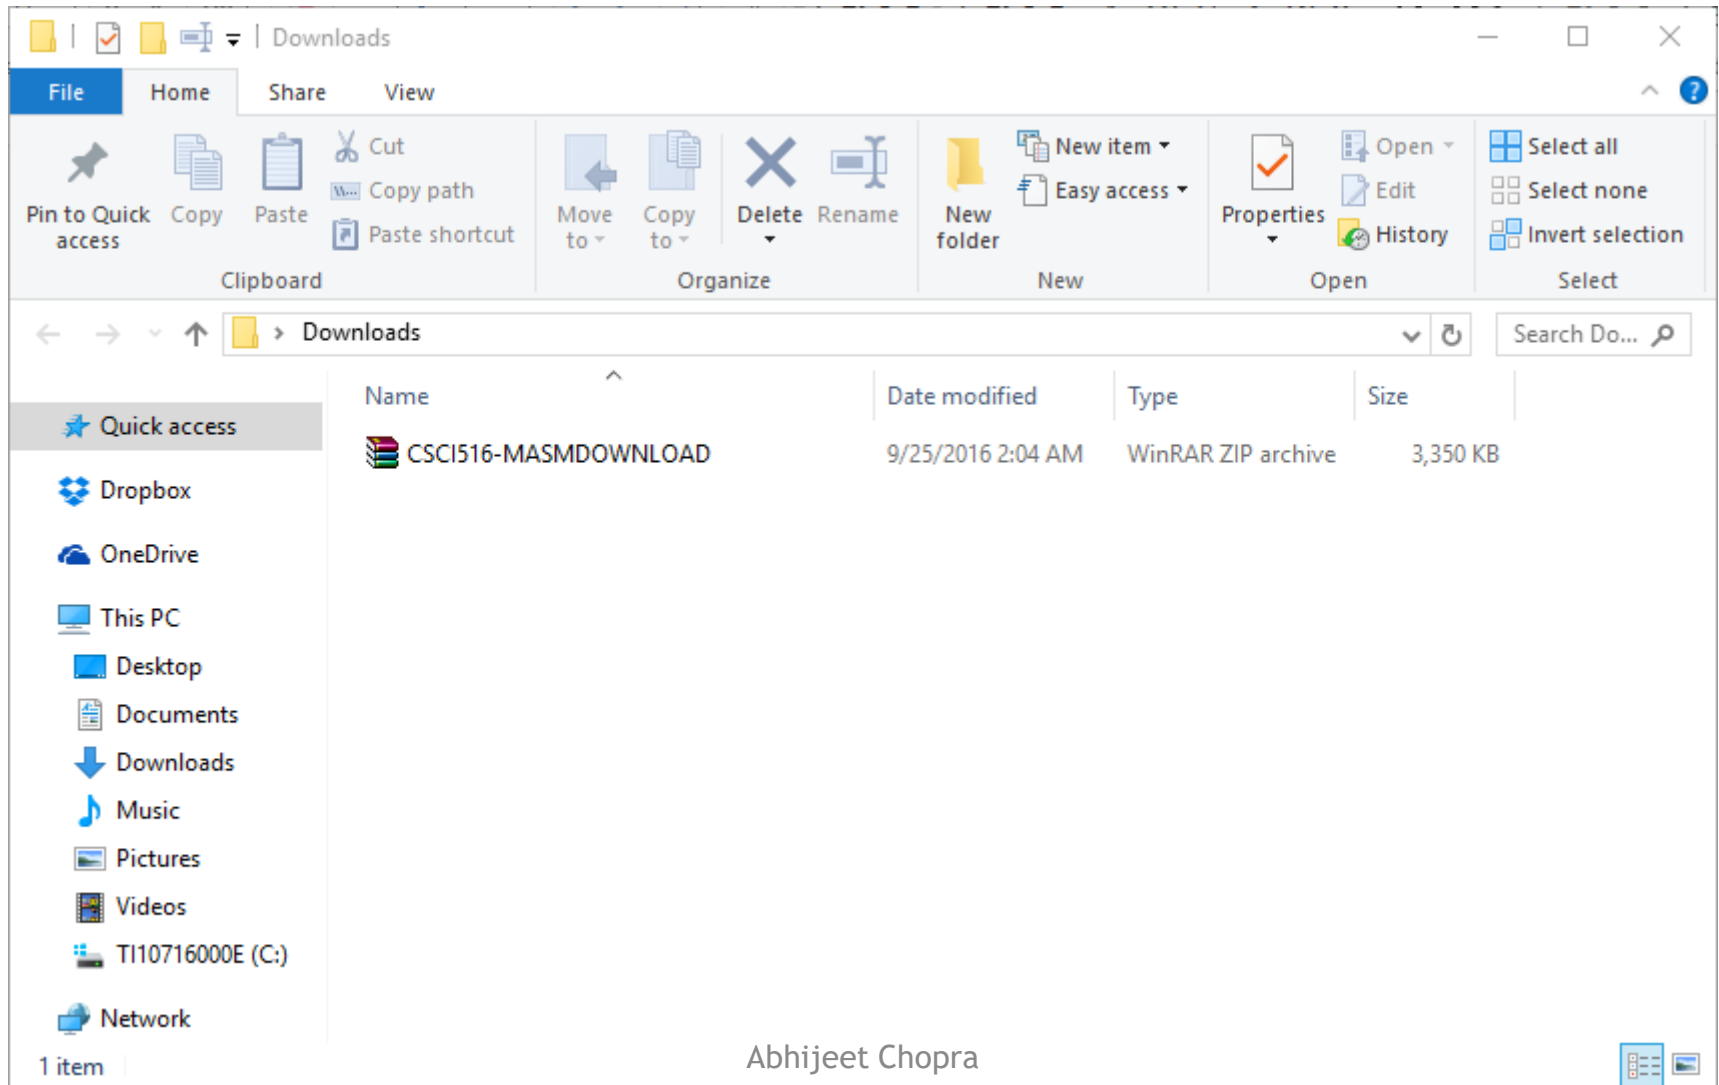 Downloads
File Home Share View
Pin to Quick access
Copy
Paste
Cut
Copy path
Paste shortcut
Clipboard
Move to
Copy to
Delete
Rename
Organize
New folder
New item
Easy access
New
Properties
Open
Edit
History
Open
Select all
Select none
Invert selection
Select
Downloads
Search Do...
Name Date modified Type Size
CSCI516-MASMDOWNLOAD 9/25/2016 2:04 AM WinRAR ZIP archive 3,350 KB
Quick access
Dropbox
OneDrive
This PC
Desktop
Documents
Downloads
Music
Pictures
Videos
TI10716000E (C:)
Network
1 item
Abhijeet Chopra